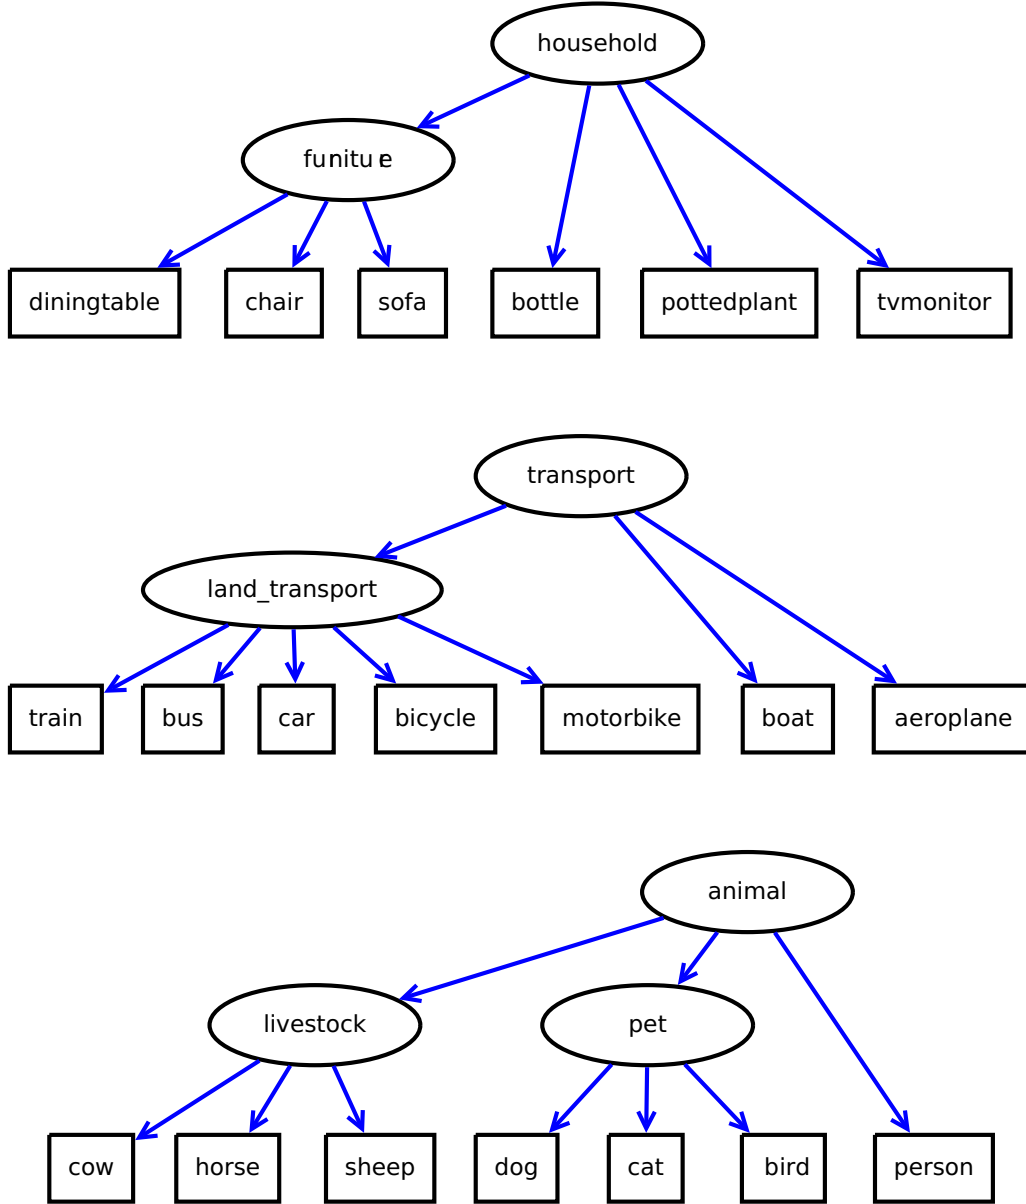 household
furniture
diningtable chair sofa bottle pottedplant tvmonitor
transport
land_transport
train bus car bicycle motorbike boat aeroplane
animal
livestock pet
cow horse sheep dog cat bird person